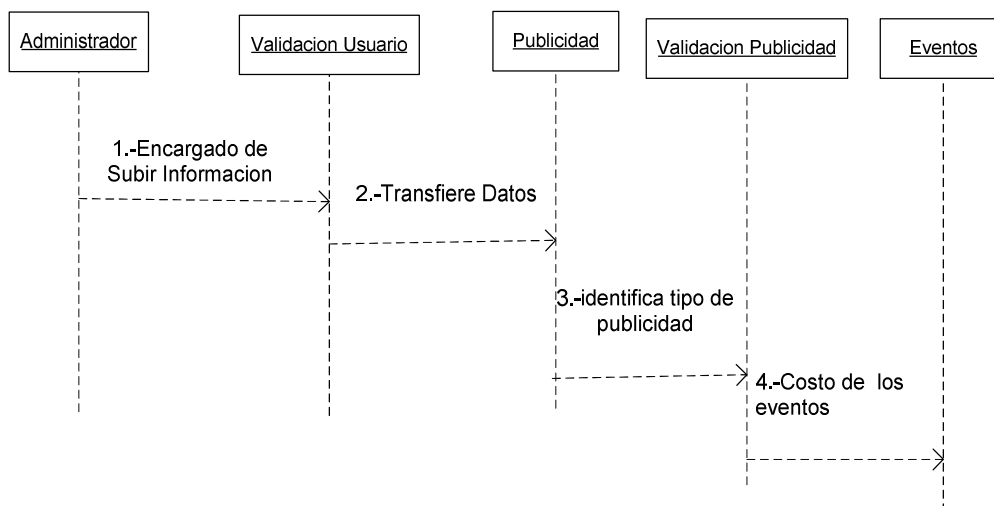 Administrador
Validacion Usuario
Publicidad
Validacion Publicidad
Eventos
1.-Encargado de
Subir Informacion
2.-Transfiere Datos
3.-identifica tipo de
publicidad
4.-Costo de los
eventos